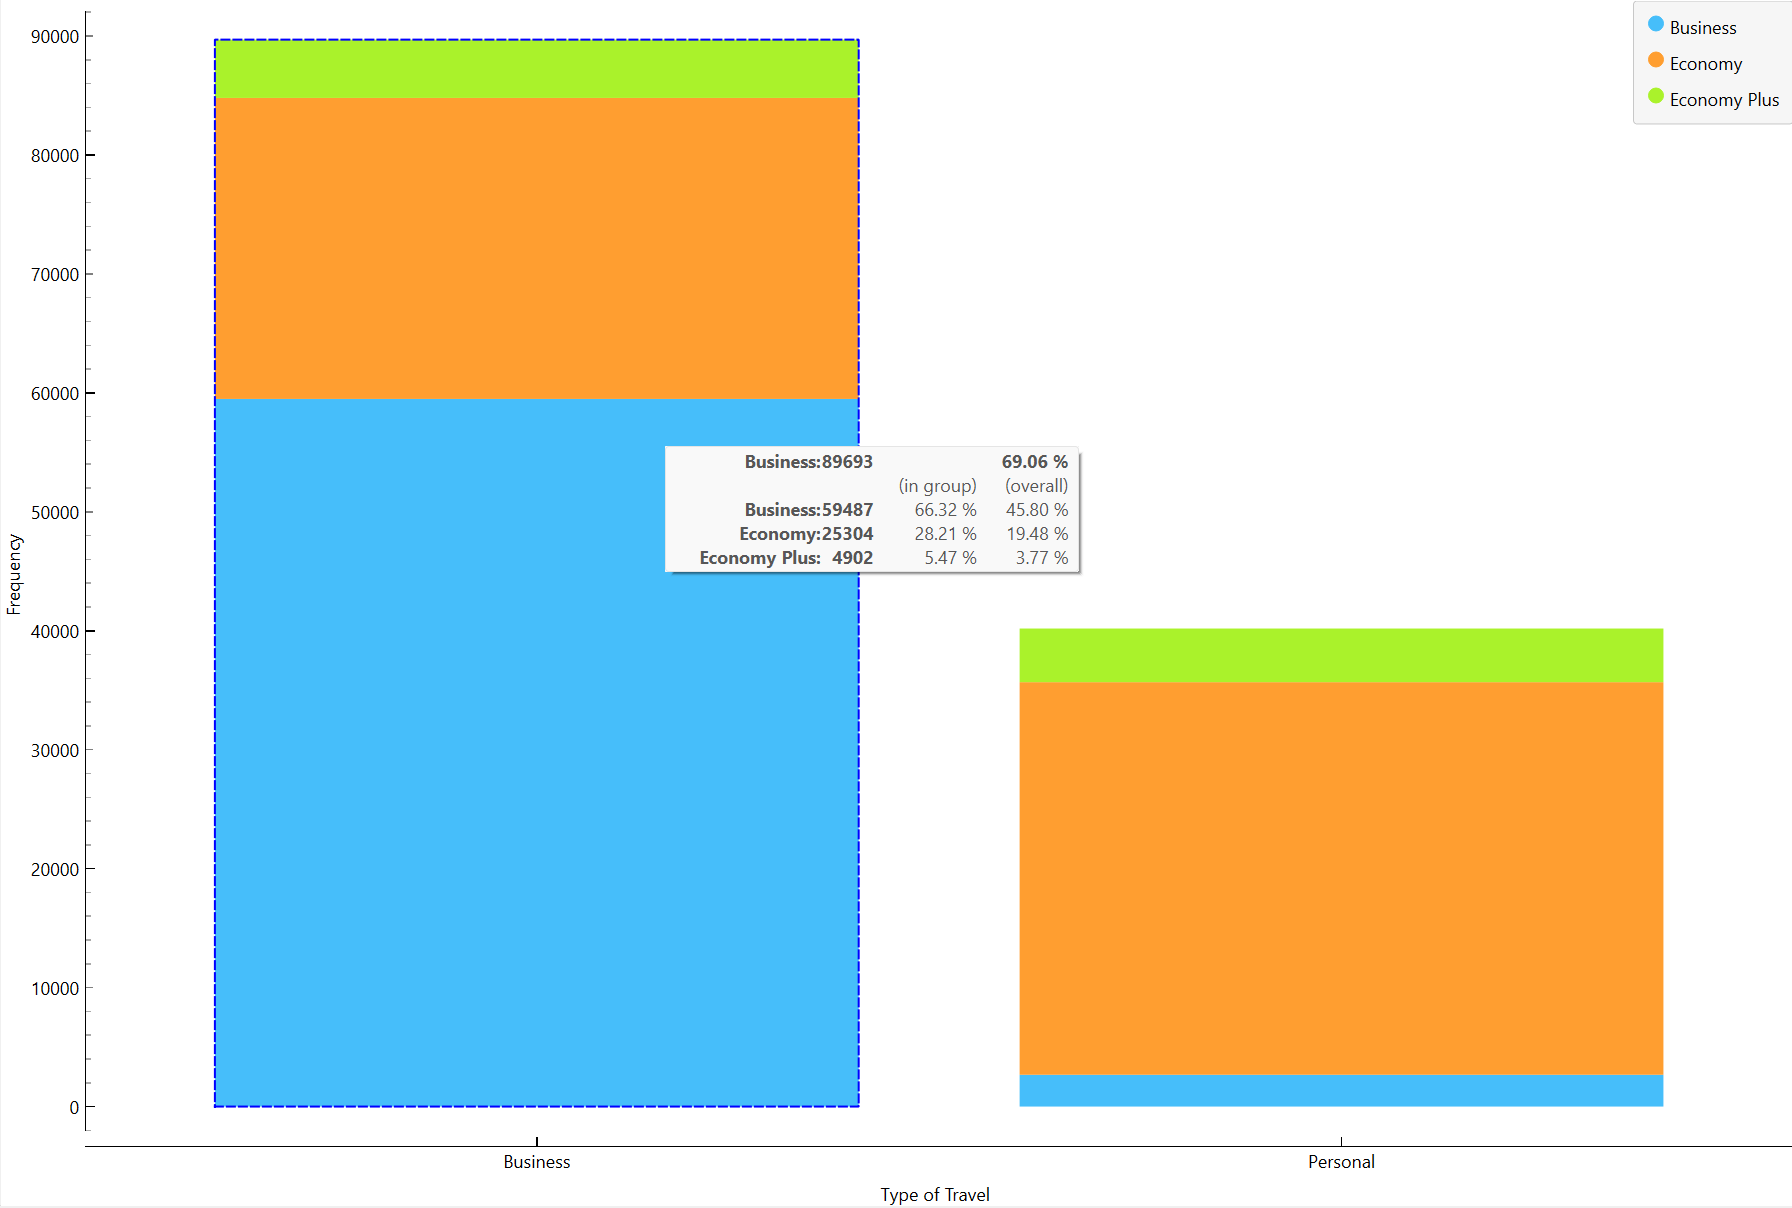 Business
Economy
Economy Plus
90000
80000
70000
60000
50000
40000
30000
20000
10000
0
Frequency
Business:89693 69.06 %
(in group) (overall)
Business:59487 66.32 % 45.80 %
Economy:25304 28.21 % 19.48 %
Economy Plus: 4902 5.47 % 3.77 %
Business Personal
Type of Travel